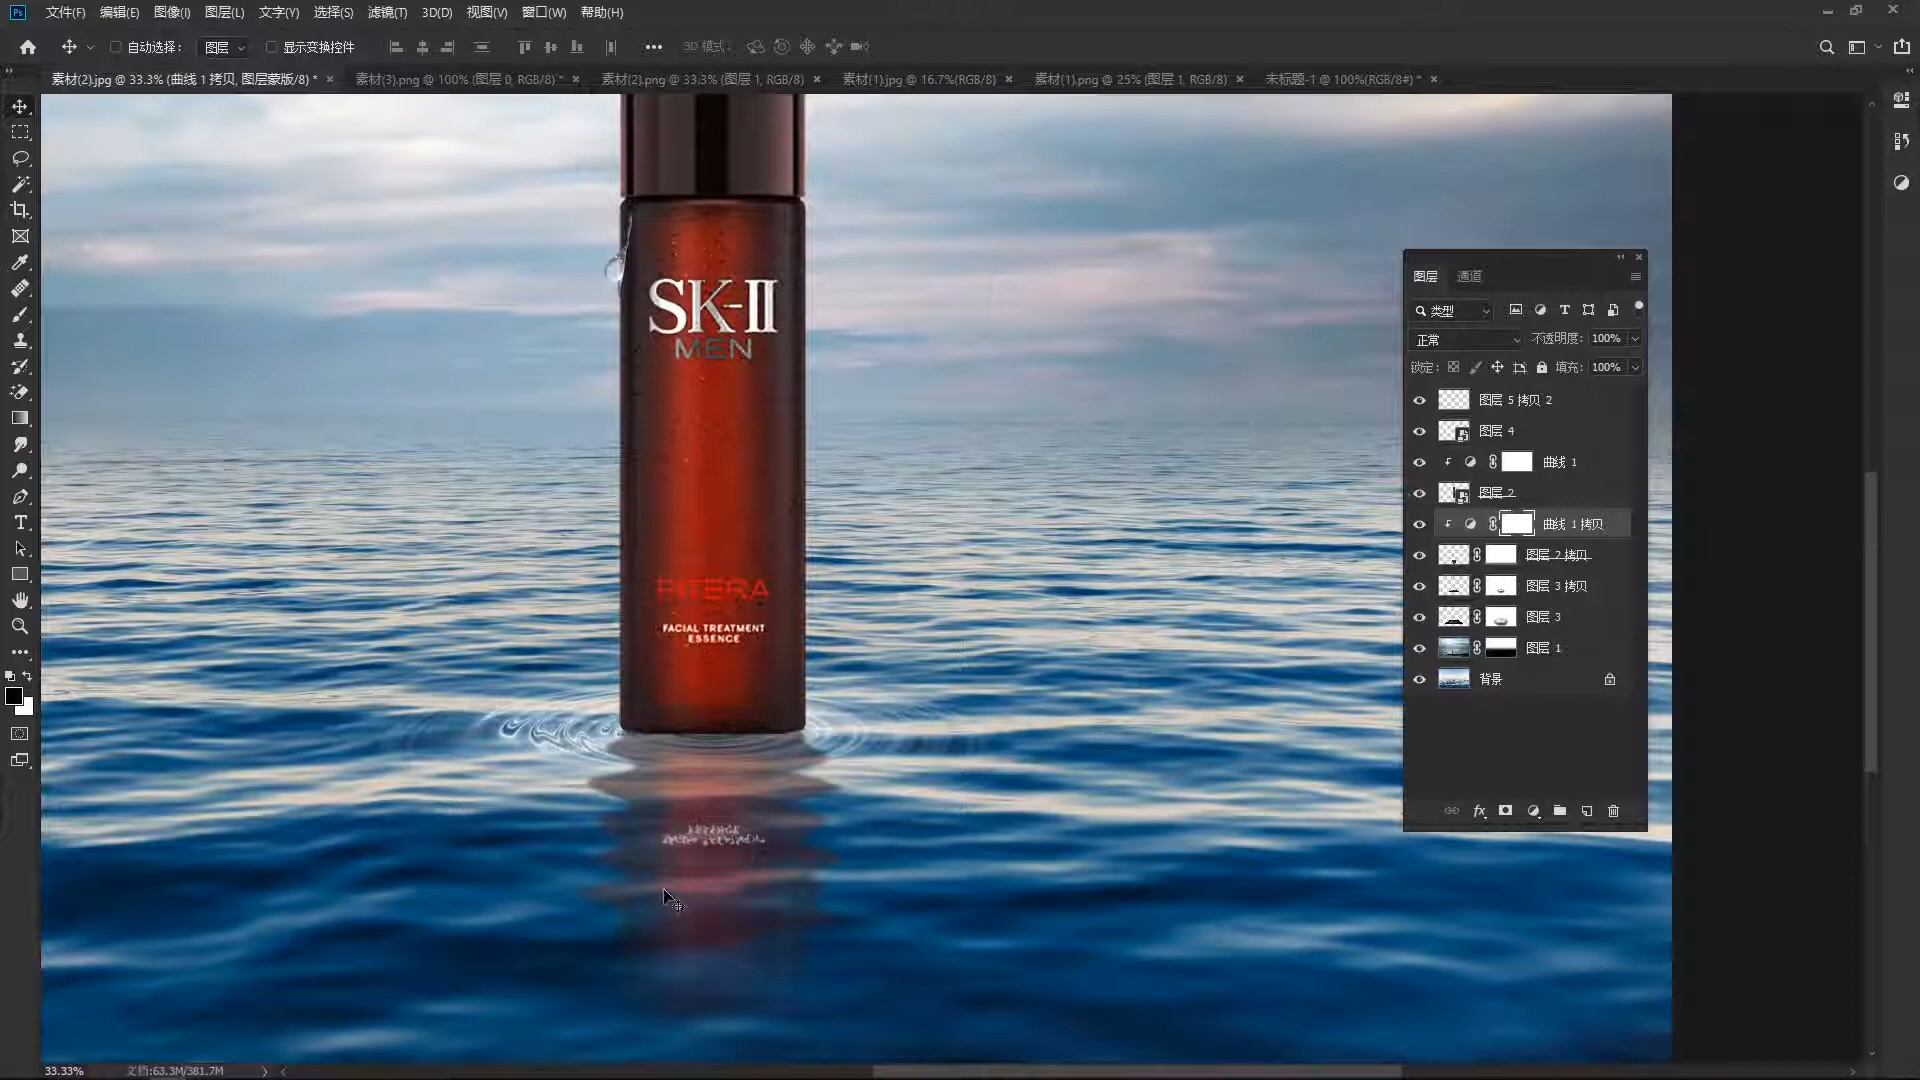 Ps 文件(F) 编辑(E) 图像(I) 图层(L) 文字(Y) 选择(S) 滤镜(T) 3D(D) 视图(V) 窗口(W) 帮助(H)
自动选择: 图层 显示变换控件 3D 模式:
素材(2).jpg @ 33.3% (曲线 1 拷贝, 图层蒙版/8) * 素材(3).png @ 100% (图层 0, RGB/8) * 素材(2).png @ 33.3% (图层 1, RGB/8) 素材(1).jpg @ 16.7%(RGB/8) 素材(1).png @ 25% (图层 1, RGB/8) 未标题-1 @ 100%(RGB/8#) *
SK-II
MEN
PITERA
FACIAL TREATMENT
ESSENCE
图层 通道
类型
正常 不透明度: 100%
锁定: 填充: 100%
图层 5 拷贝 2
图层 4
曲线 1
图层 2
曲线 1 拷贝
图层 2 拷贝
图层 3 拷贝
图层 3
图层 1
背景
fx
33.33% 文档:63.3M/381.7M